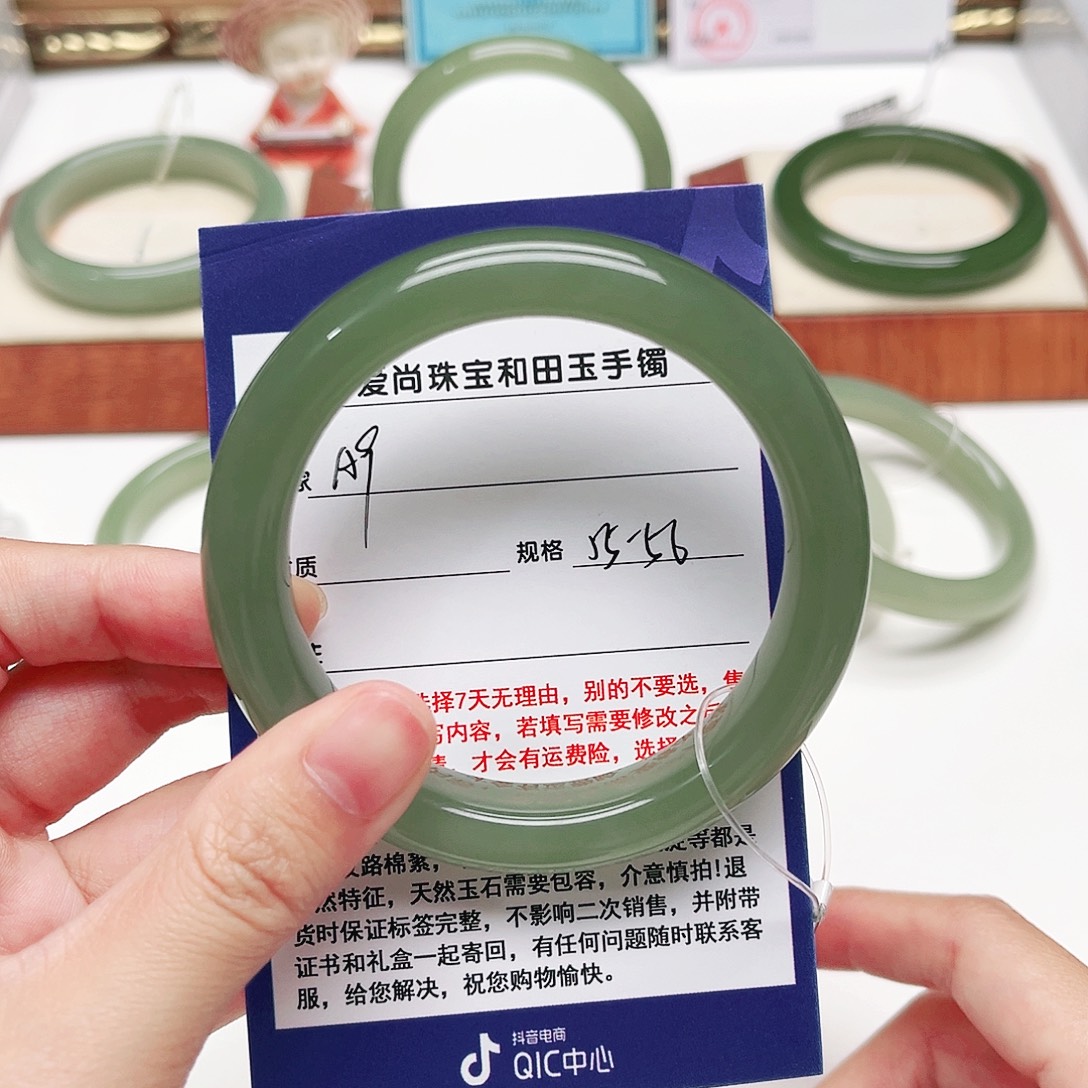 爱尚珠宝和田玉手镯
A9
质
规格 55-56
择7天无理由，别的不要选，售
写内容，若填写需要修改之
才会有运费险，选择
路棉絮，
等都是
然特征，天然玉石需要包容，介意慎拍！退
货时保证标签完整，不影响二次销售，并附带
证书和礼盒一起寄回，有任何问题随时联系客
服，给您解决，祝您购物愉快。
抖音电商
QIC中心